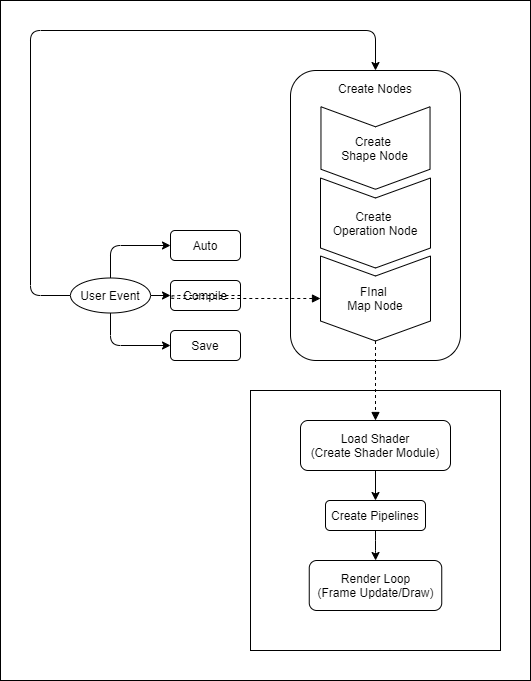 Create Nodes
Create
Shape Node
Create
Operation Node
FInal
Map Node
Auto
User Event
Compile
Save
Load Shader
(Create Shader Module)
Create Pipelines
Render Loop
(Frame Update/Draw)